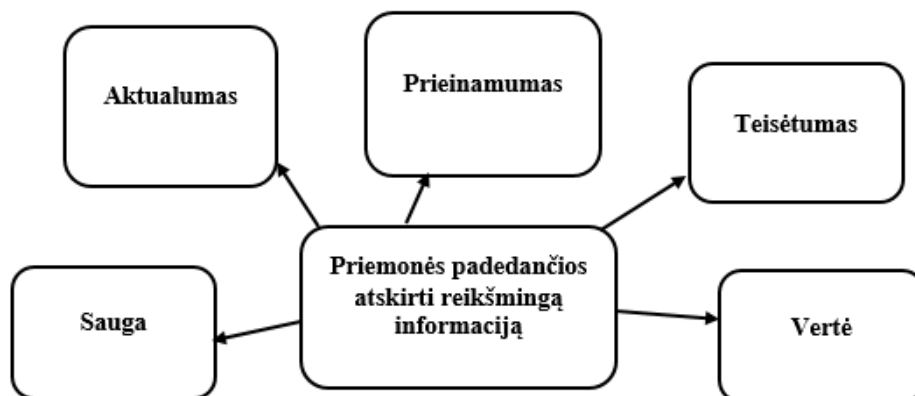 Aktualumas
Prieinamumas
Teisėtumas
Priemonės padedančios
atskirti reikšmingą
informaciją
Sauga
Vertė